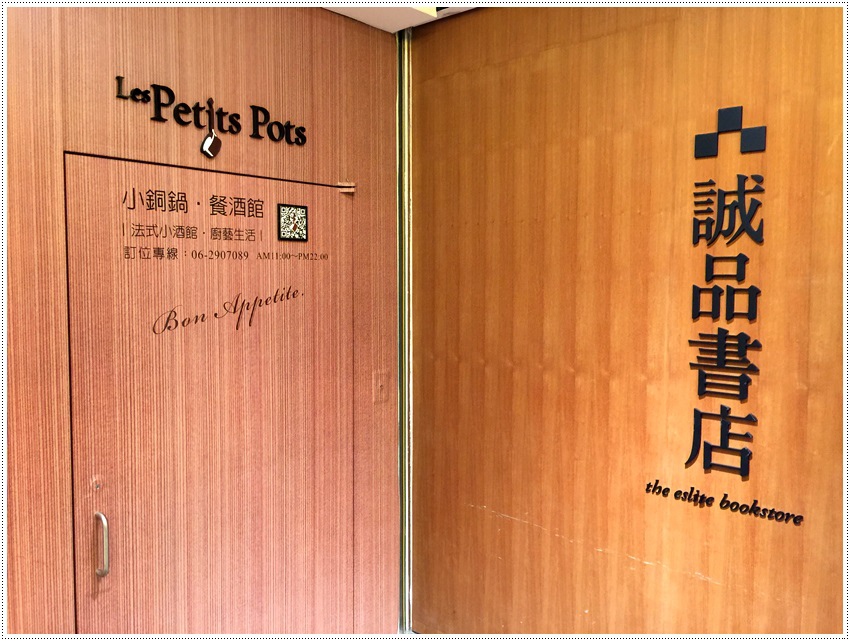 Les Petits Pots
小銅鍋・餐酒館
|法式小酒館・廚藝生活|
訂位專線：06-2907089 AM11:00~PM22:00
Bon Appetite.
誠品書店
the eslite bookstore